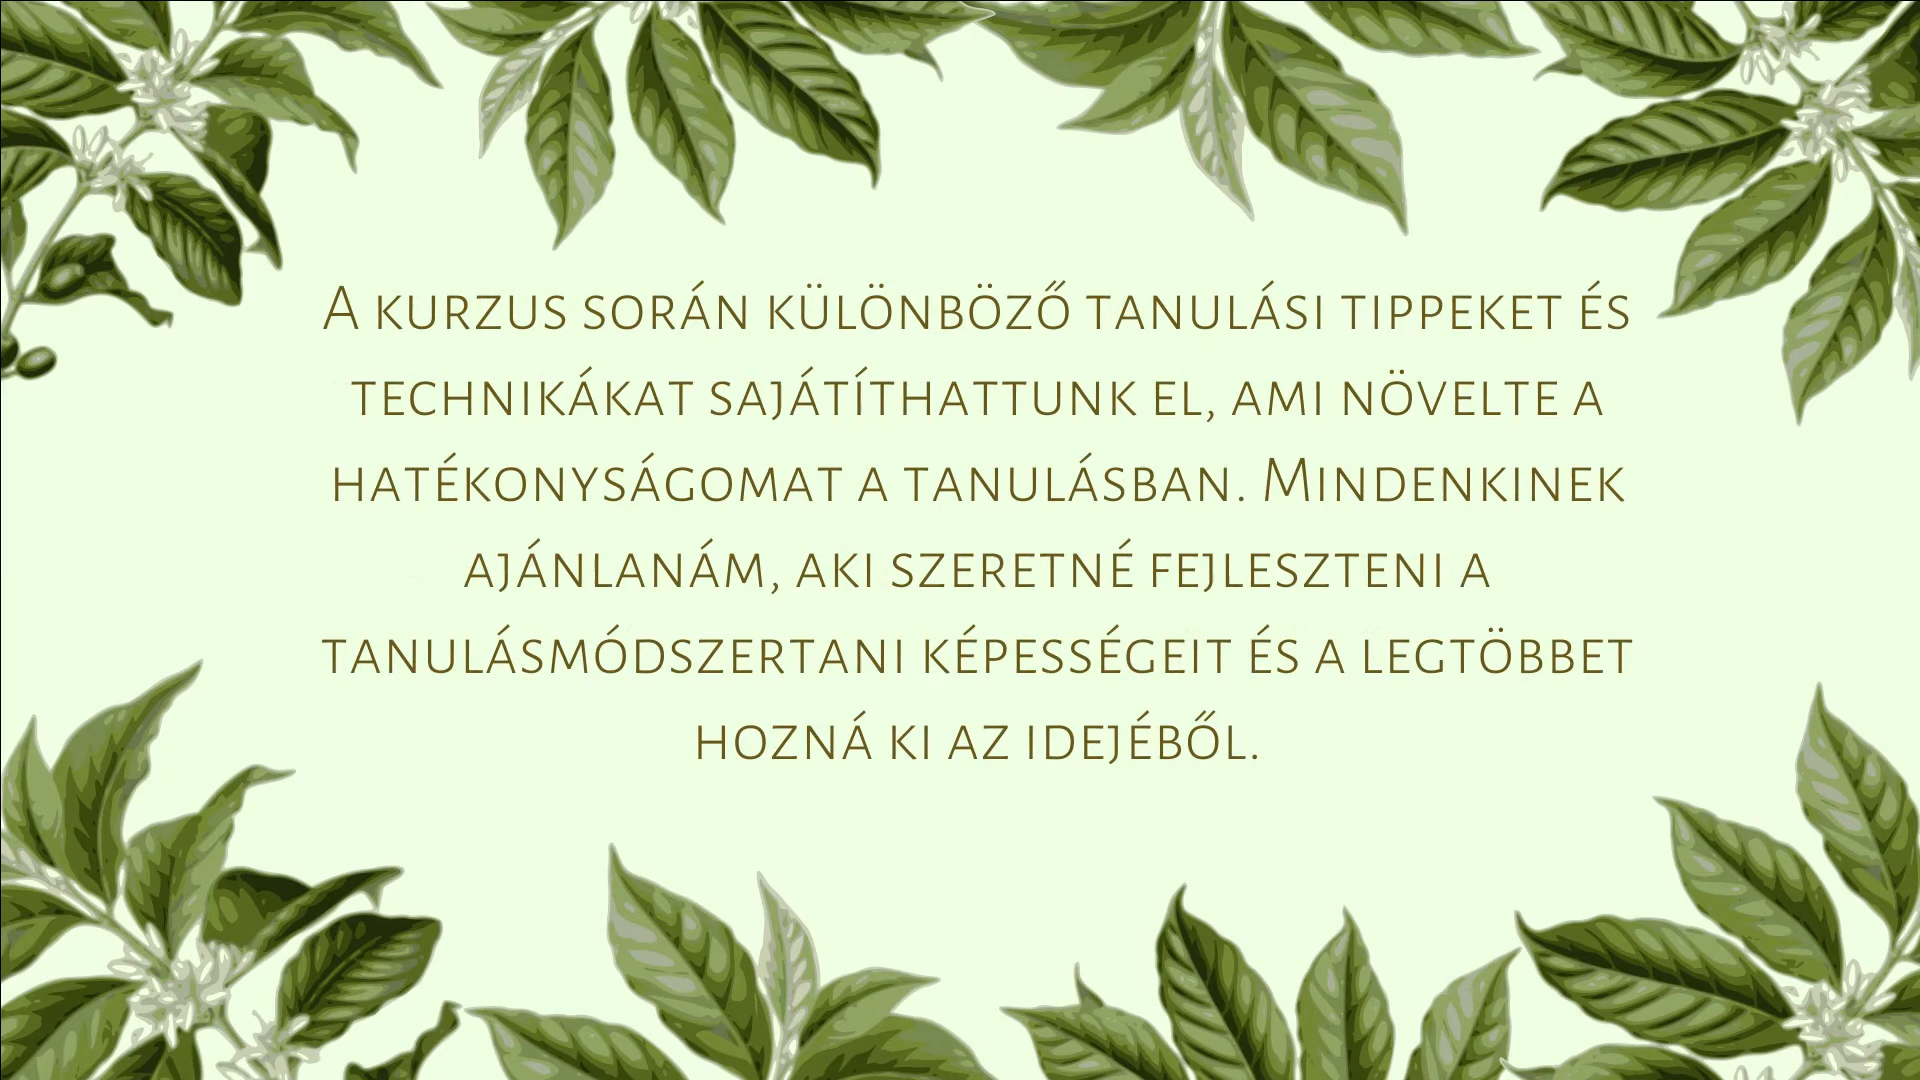 A kurzus során különböző tanulási tippeket és
technikákat sajátíthattunk el, ami növelte a
hatékonyságomat a tanulásban. Mindenkinek
ajánlanám, aki szeretné fejleszteni a
tanulásmódszertani képességeit és a legtöbbet
hozná ki az idejéből.